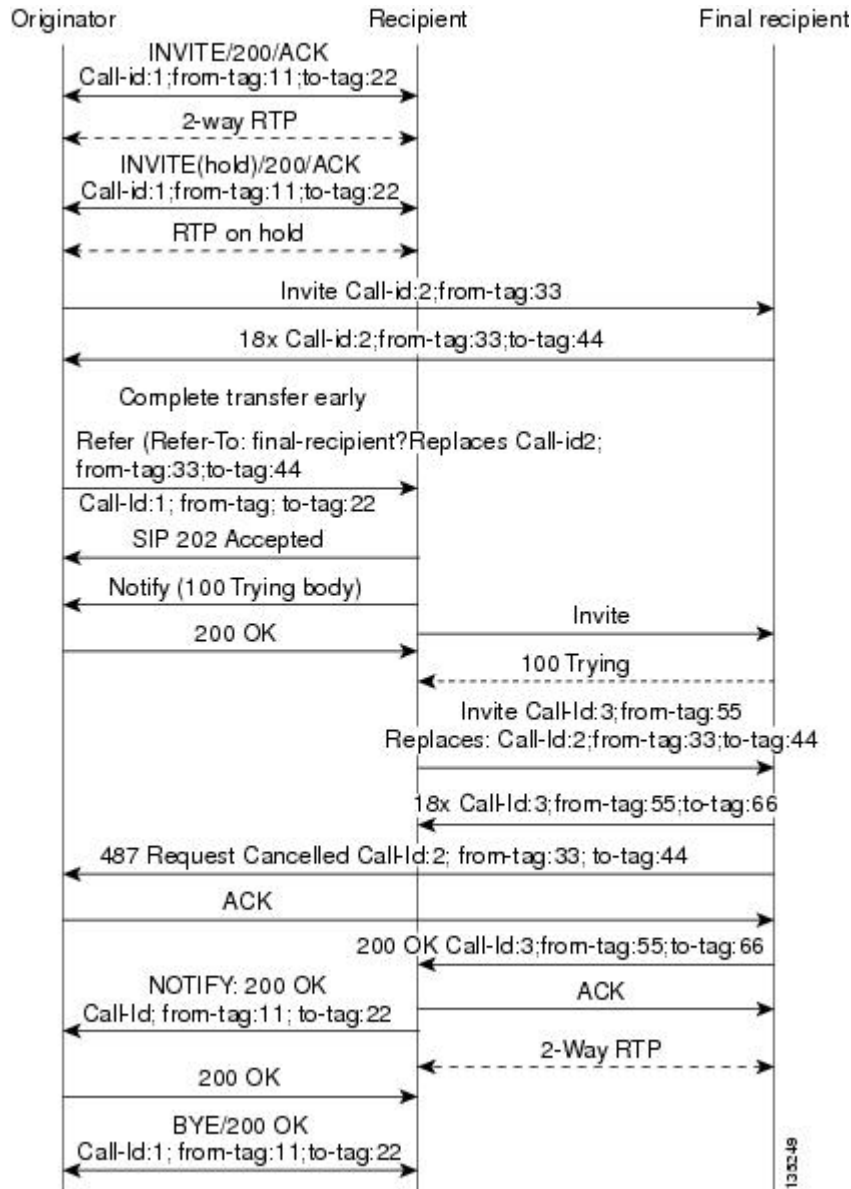 Originator
Recipient
Final recipient
INVITE/200/ACK
Call-id:1;from-tag:11;to-tag:22
2-way RTP
INVITE(hold)/200/ACK
Call-id:1;from-tag:11;to-tag:22
RTP on hold
Invite Call-id:2;from-tag:33
18x Call-id:2;from-tag:33;to-tag:44
Complete transfer early
Refer (Refer-To: final-recipient?Replaces Call-id2;
from-tag:33;to-tag:44
Call-Id:1; from-tag; to-tag:22
SIP 202 Accepted
Notify (100 Trying body)
Invite
200 OK
100 Trying
Invite Call-Id:3;from-tag:55
Replaces: Call-Id:2;from-tag:33;to-tag:44
18x Call-Id:3;from-tag:55;to-tag:66
487 Request Cancelled Call-Id:2; from-tag:33; to-tag:44
ACK
200 OK Call-Id:3;from-tag:55;to-tag:66
NOTIFY: 200 OK
Call-Id; from-tag:11; to-tag:22
ACK
2-Way RTP
200 OK
BYE/200 OK
Call-Id:1; from-tag:11;to-tag:22
135249